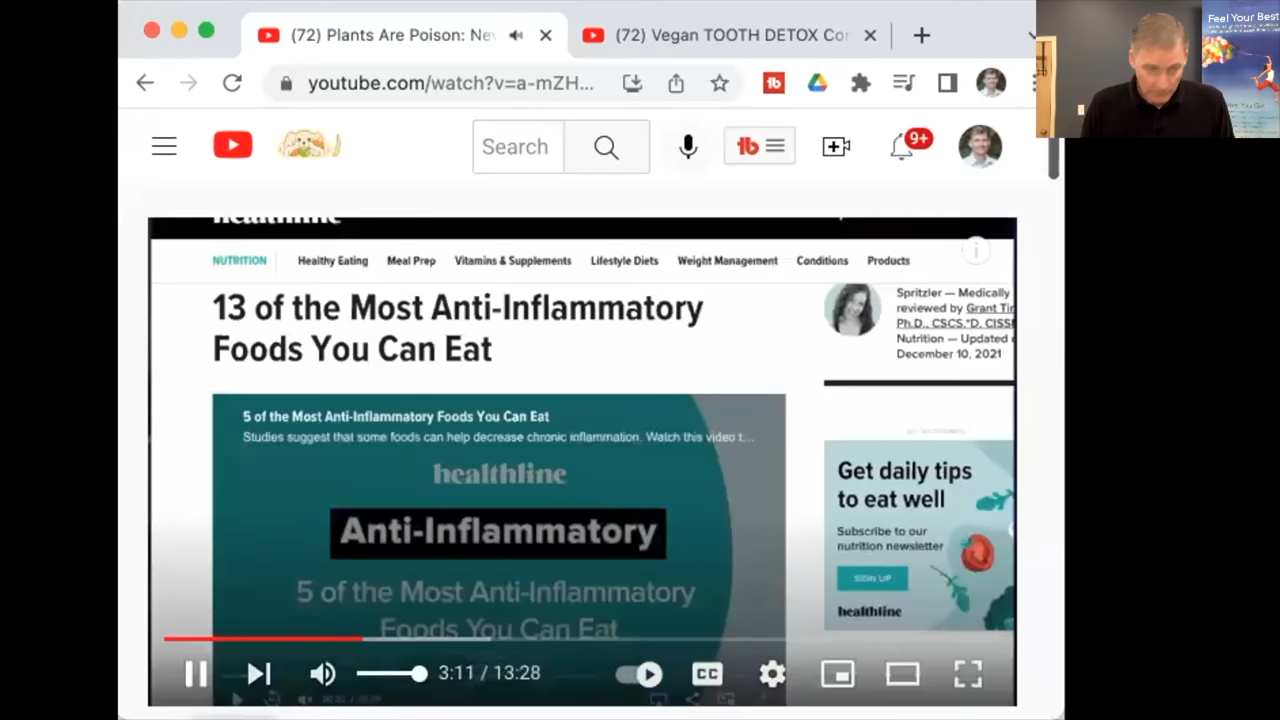 (72) Plants Are Poison: Ne
(72) Vegan TOOTH DETOX Co
youtube.com/watch?v=a-mZH...
Feel Your Best
Search
9+
healthline
NUTRITION
Healthy Eating
Meal Prep
Vitamins & Supplements
Lifestyle Diets
Weight Management
Conditions
Products
13 of the Most Anti-Inflammatory
Foods You Can Eat
Spritzler — Medically
reviewed by Grant
Ph.D., CSCS,*D, CISS
Nutrition — Updated
December 10, 2021
5 of the Most Anti-Inflammatory Foods You Can Eat
Studies suggest that some foods can help decrease chronic inflammation. Watch this video t...
healthline
Anti-Inflammatory
5 of the Most Anti-Inflammatory
Foods You Can Eat
Get daily tips
to eat well
Subscribe to our
nutrition newsletter
SIGN UP
healthline
3:11 / 13:28
CC